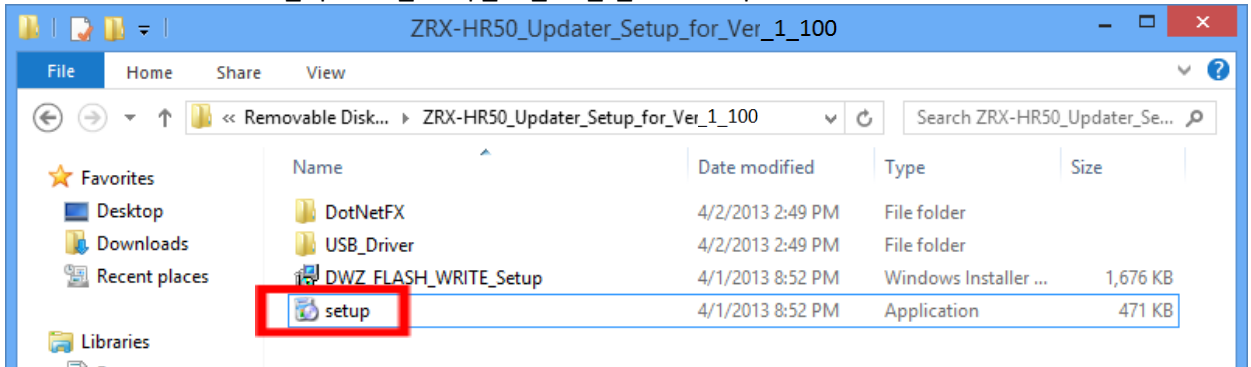 ZRX-HR50_Updater_Setup_for_Ver_1_100
File Home Share View
« Removable Disk... ZRX-HR50_Updater_Setup_for_Ver_1_100 Search ZRX-HR50_Updater_Se...
Favorites
Desktop
Downloads
Recent places
Libraries
Name Date modified Type Size
DotNetFX 4/2/2013 2:49 PM File folder
USB_Driver 4/2/2013 2:49 PM File folder
DWZ_FLASH_WRITE_Setup 4/1/2013 8:52 PM Windows Installer ... 1,676 KB
setup 4/1/2013 8:52 PM Application 471 KB